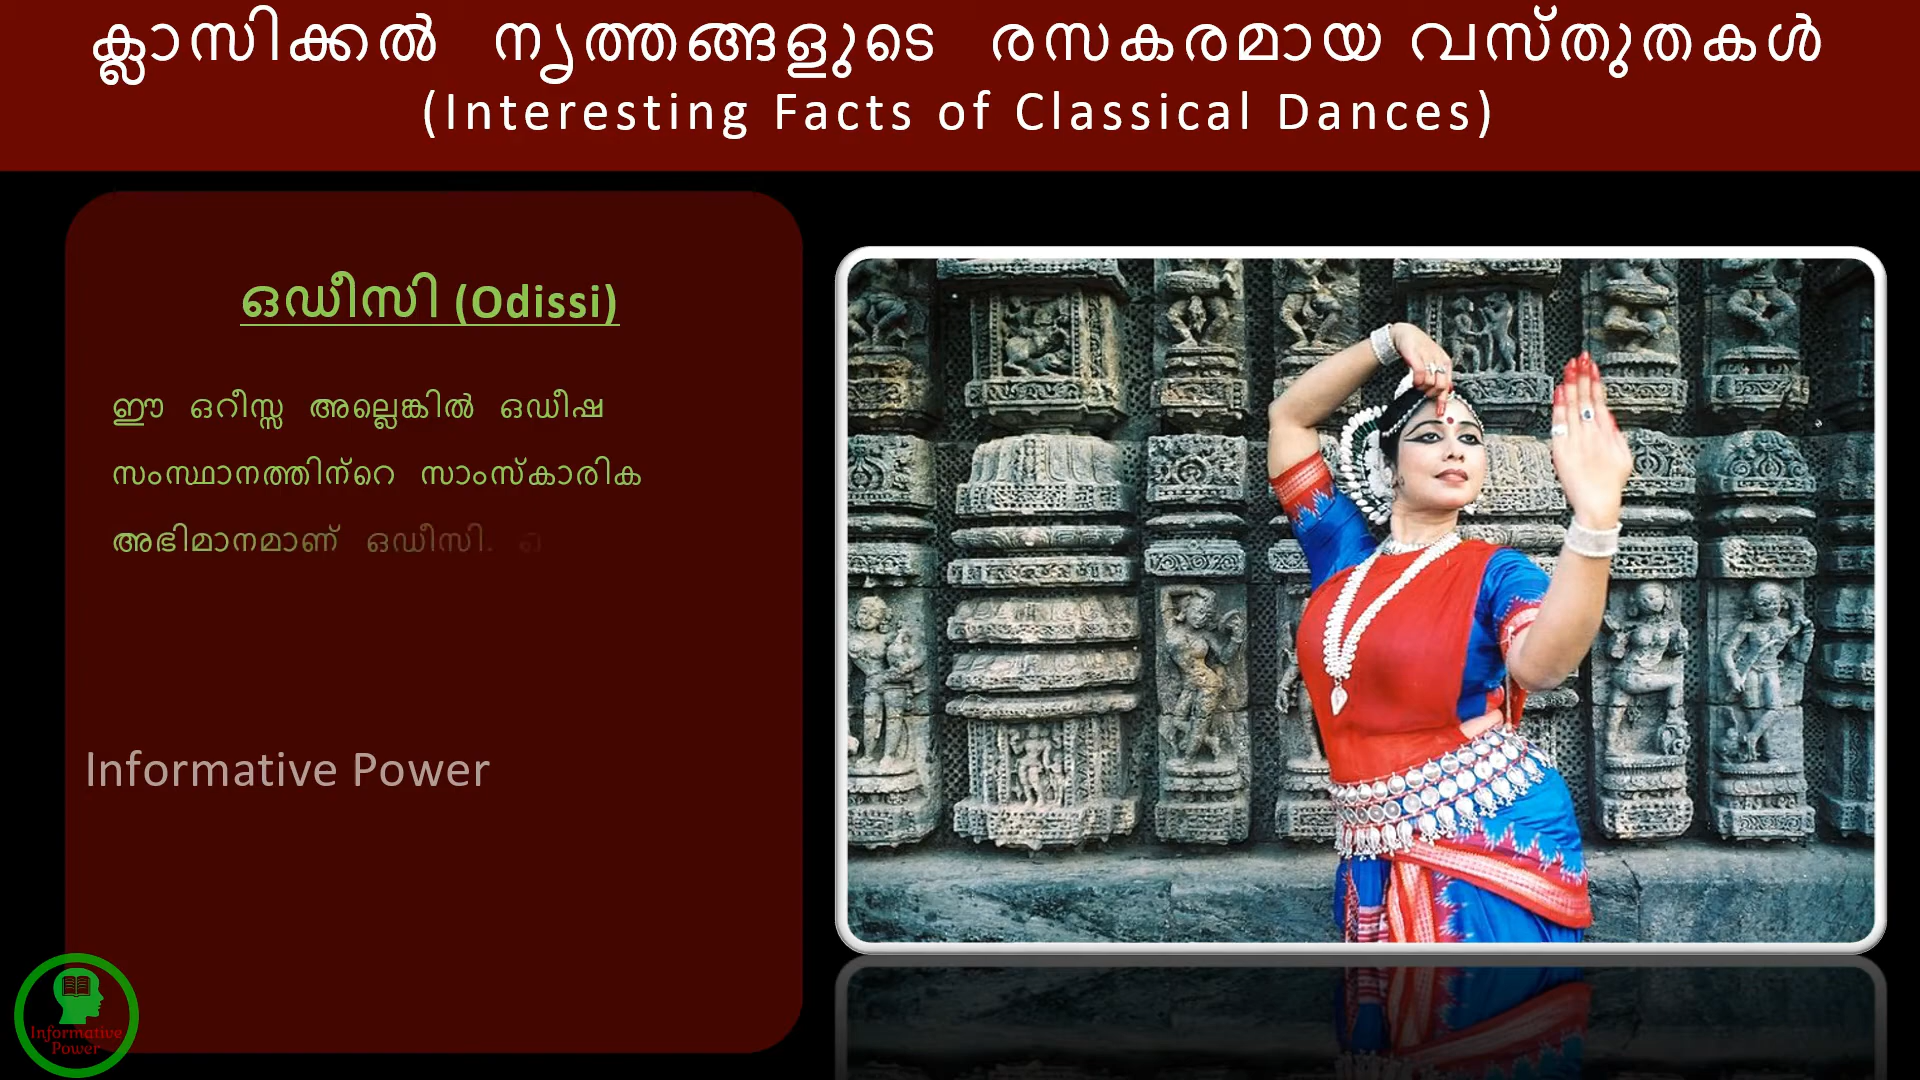 ക്ലാസിക്കൽ നൃത്തങ്ങളുടെ രസകരമായ വസ്തുതകൾ
(Interesting Facts of Classical Dances)
ഒഡീസി (Odissi)
ഈ ഒറീസ്സ അല്ലെങ്കിൽ ഒഡീഷ
സംസ്ഥാനത്തിന്റെ സാംസ്കാരിക
അഭിമാനമാണ് ഒഡീസി.
Informative Power
Informative
Power